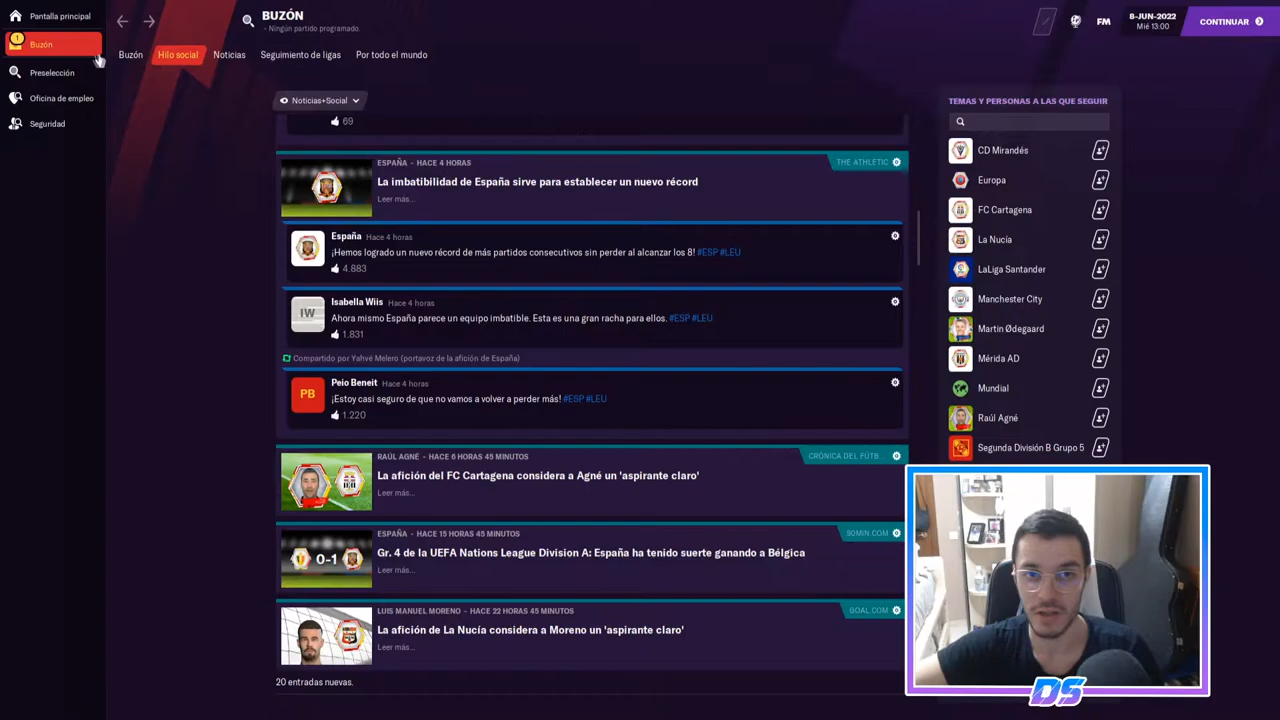 Pantalla principal
1
Buzón
Preselección
Oficina de empleo
Seguridad
BUZÓN
- Ningún partido programado.
FM
8-JUN-2022
Mié 13:00
CONTINUAR
Buzón
Hilo social
Noticias
Seguimiento de ligas
Por todo el mundo
Noticias+Social
69
ESPAÑA - HACE 4 HORAS
THE ATHLETIC
La imbatibilidad de España sirve para establecer un nuevo récord
Leer más...
España Hace 4 horas
¡Hemos logrado un nuevo récord de más partidos consecutivos sin perder al alcanzar los 8! #ESP #LEU
4.883
IW
Isabella Wiis Hace 4 horas
Ahora mismo España parece un equipo imbatible. Esta es una gran racha para ellos. #ESP #LEU
1.831
Compartido por Yahvé Melero (portavoz de la afición de España)
PB
Peio Beneit Hace 4 horas
¡Estoy casi seguro de que no vamos a volver a perder más! #ESP #LEU
1.220
RAÚL AGNÉ - HACE 6 HORAS 45 MINUTOS
CRÓNICA DEL FÚTB...
La afición del FC Cartagena considera a Agné un 'aspirante claro'
Leer más...
ESPAÑA - HACE 15 HORAS 45 MINUTOS
90MIN.COM
0-1
Gr. 4 de la UEFA Nations League Division A: España ha tenido suerte ganando a Bélgica
Leer más...
LUIS MANUEL MORENO - HACE 22 HORAS 45 MINUTOS
GOAL.COM
La afición de La Nucía considera a Moreno un 'aspirante claro'
Leer más...
20 entradas nuevas.
TEMAS Y PERSONAS A LAS QUE SEGUIR
CD Mirandés
Europa
FC Cartagena
La Nucía
LaLiga Santander
Manchester City
Martin Ødegaard
Mérida AD
Mundial
Raúl Agné
Segunda División B Grupo 5
DS